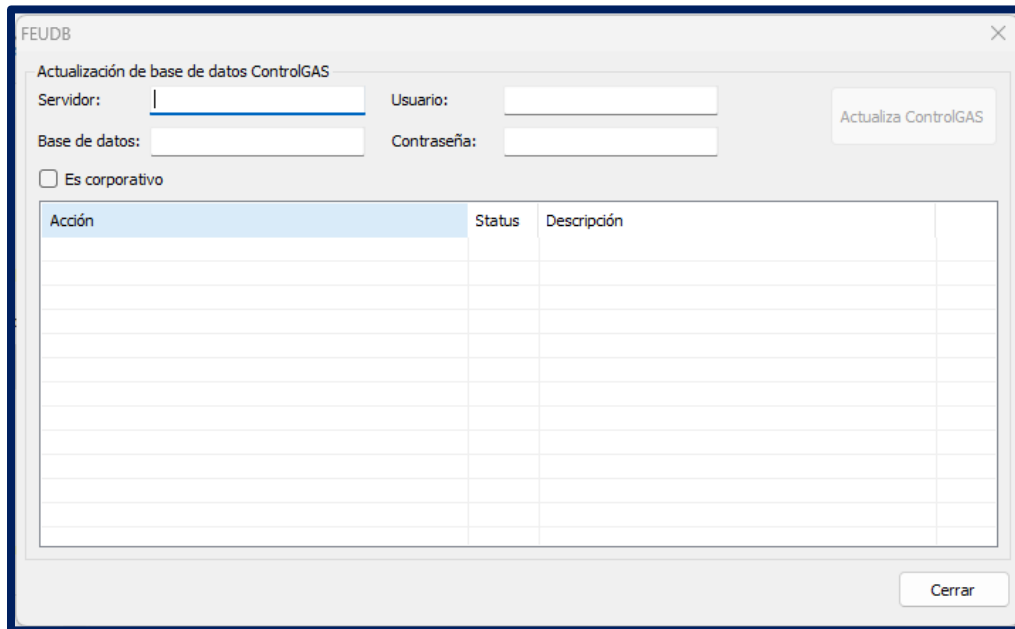 FEUDB
Actualización de base de datos ControlGAS
Servidor: Usuario: Actualiza ControlGAS
Base de datos: Contraseña:
Es corporativo
Acción Status Descripción
Cerrar